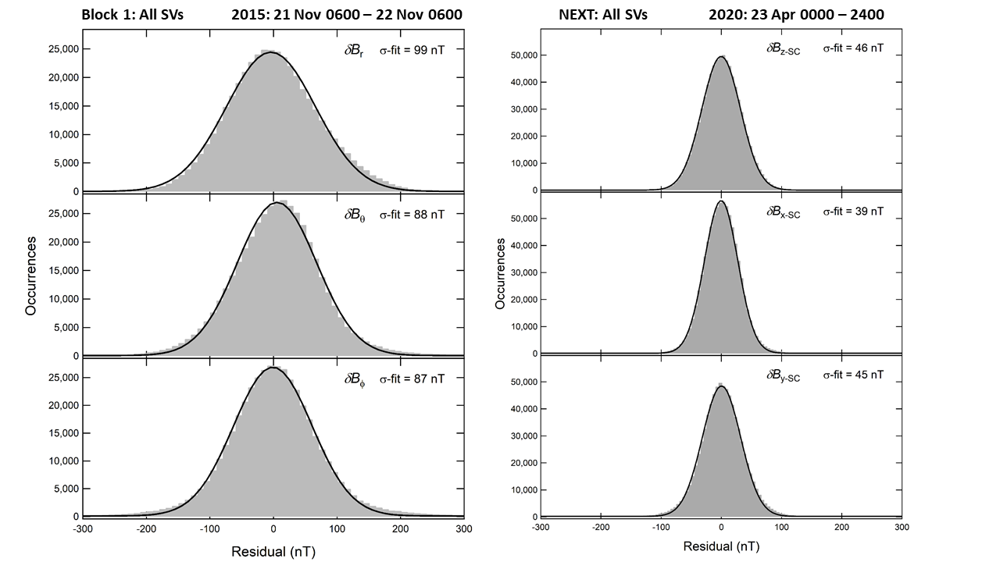 Block 1: All SVs
2015: 21 Nov 0600 – 22 Nov 0600
Occurrences
25,000
20,000
15,000
10,000
5,000
0
δBr σ-fit = 99 nT
25,000
20,000
15,000
10,000
5,000
0
δBθ σ-fit = 88 nT
25,000
20,000
15,000
10,000
5,000
0
δBϕ σ-fit = 87 nT
-300 -200 -100 0 100 200 300
Residual (nT)
NEXT: All SVs
2020: 23 Apr 0000 – 2400
Occurrences
50,000
40,000
30,000
20,000
10,000
0
δBz-SC σ-fit = 46 nT
50,000
40,000
30,000
20,000
10,000
0
δBx-SC σ-fit = 39 nT
50,000
40,000
30,000
20,000
10,000
0
δBy-SC σ-fit = 45 nT
-300 -200 -100 0 100 200 300
Residual (nT)